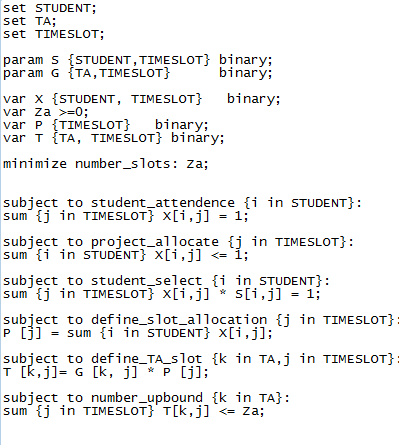 set STUDENT;
set TA;
set TIMESLOT;
param S {STUDENT,TIMESLOT} binary;
param G {TA,TIMESLOT} binary;
var X {STUDENT, TIMESLOT} binary;
var Za >=0;
var P {TIMESLOT} binary;
var T {TA, TIMESLOT} binary;
minimize number_slots: Za;
subject to student_attendence {i in STUDENT}:
sum {j in TIMESLOT} X[i,j] = 1;
subject to project_allocate {j in TIMESLOT}:
sum {i in STUDENT} X[i,j] <= 1;
subject to student_select {i in STUDENT}:
sum {j in TIMESLOT} X[i,j] * S[i,j] = 1;
subject to define_slot_allocation {j in TIMESLOT}:
P [j] = sum {i in STUDENT} X[i,j];
subject to define_TA_slot {k in TA,j in TIMESLOT}:
T [k,j]= G [k, j] * P [j];
subject to number_upbound {k in TA}:
sum {j in TIMESLOT} T[k,j] <= Za;